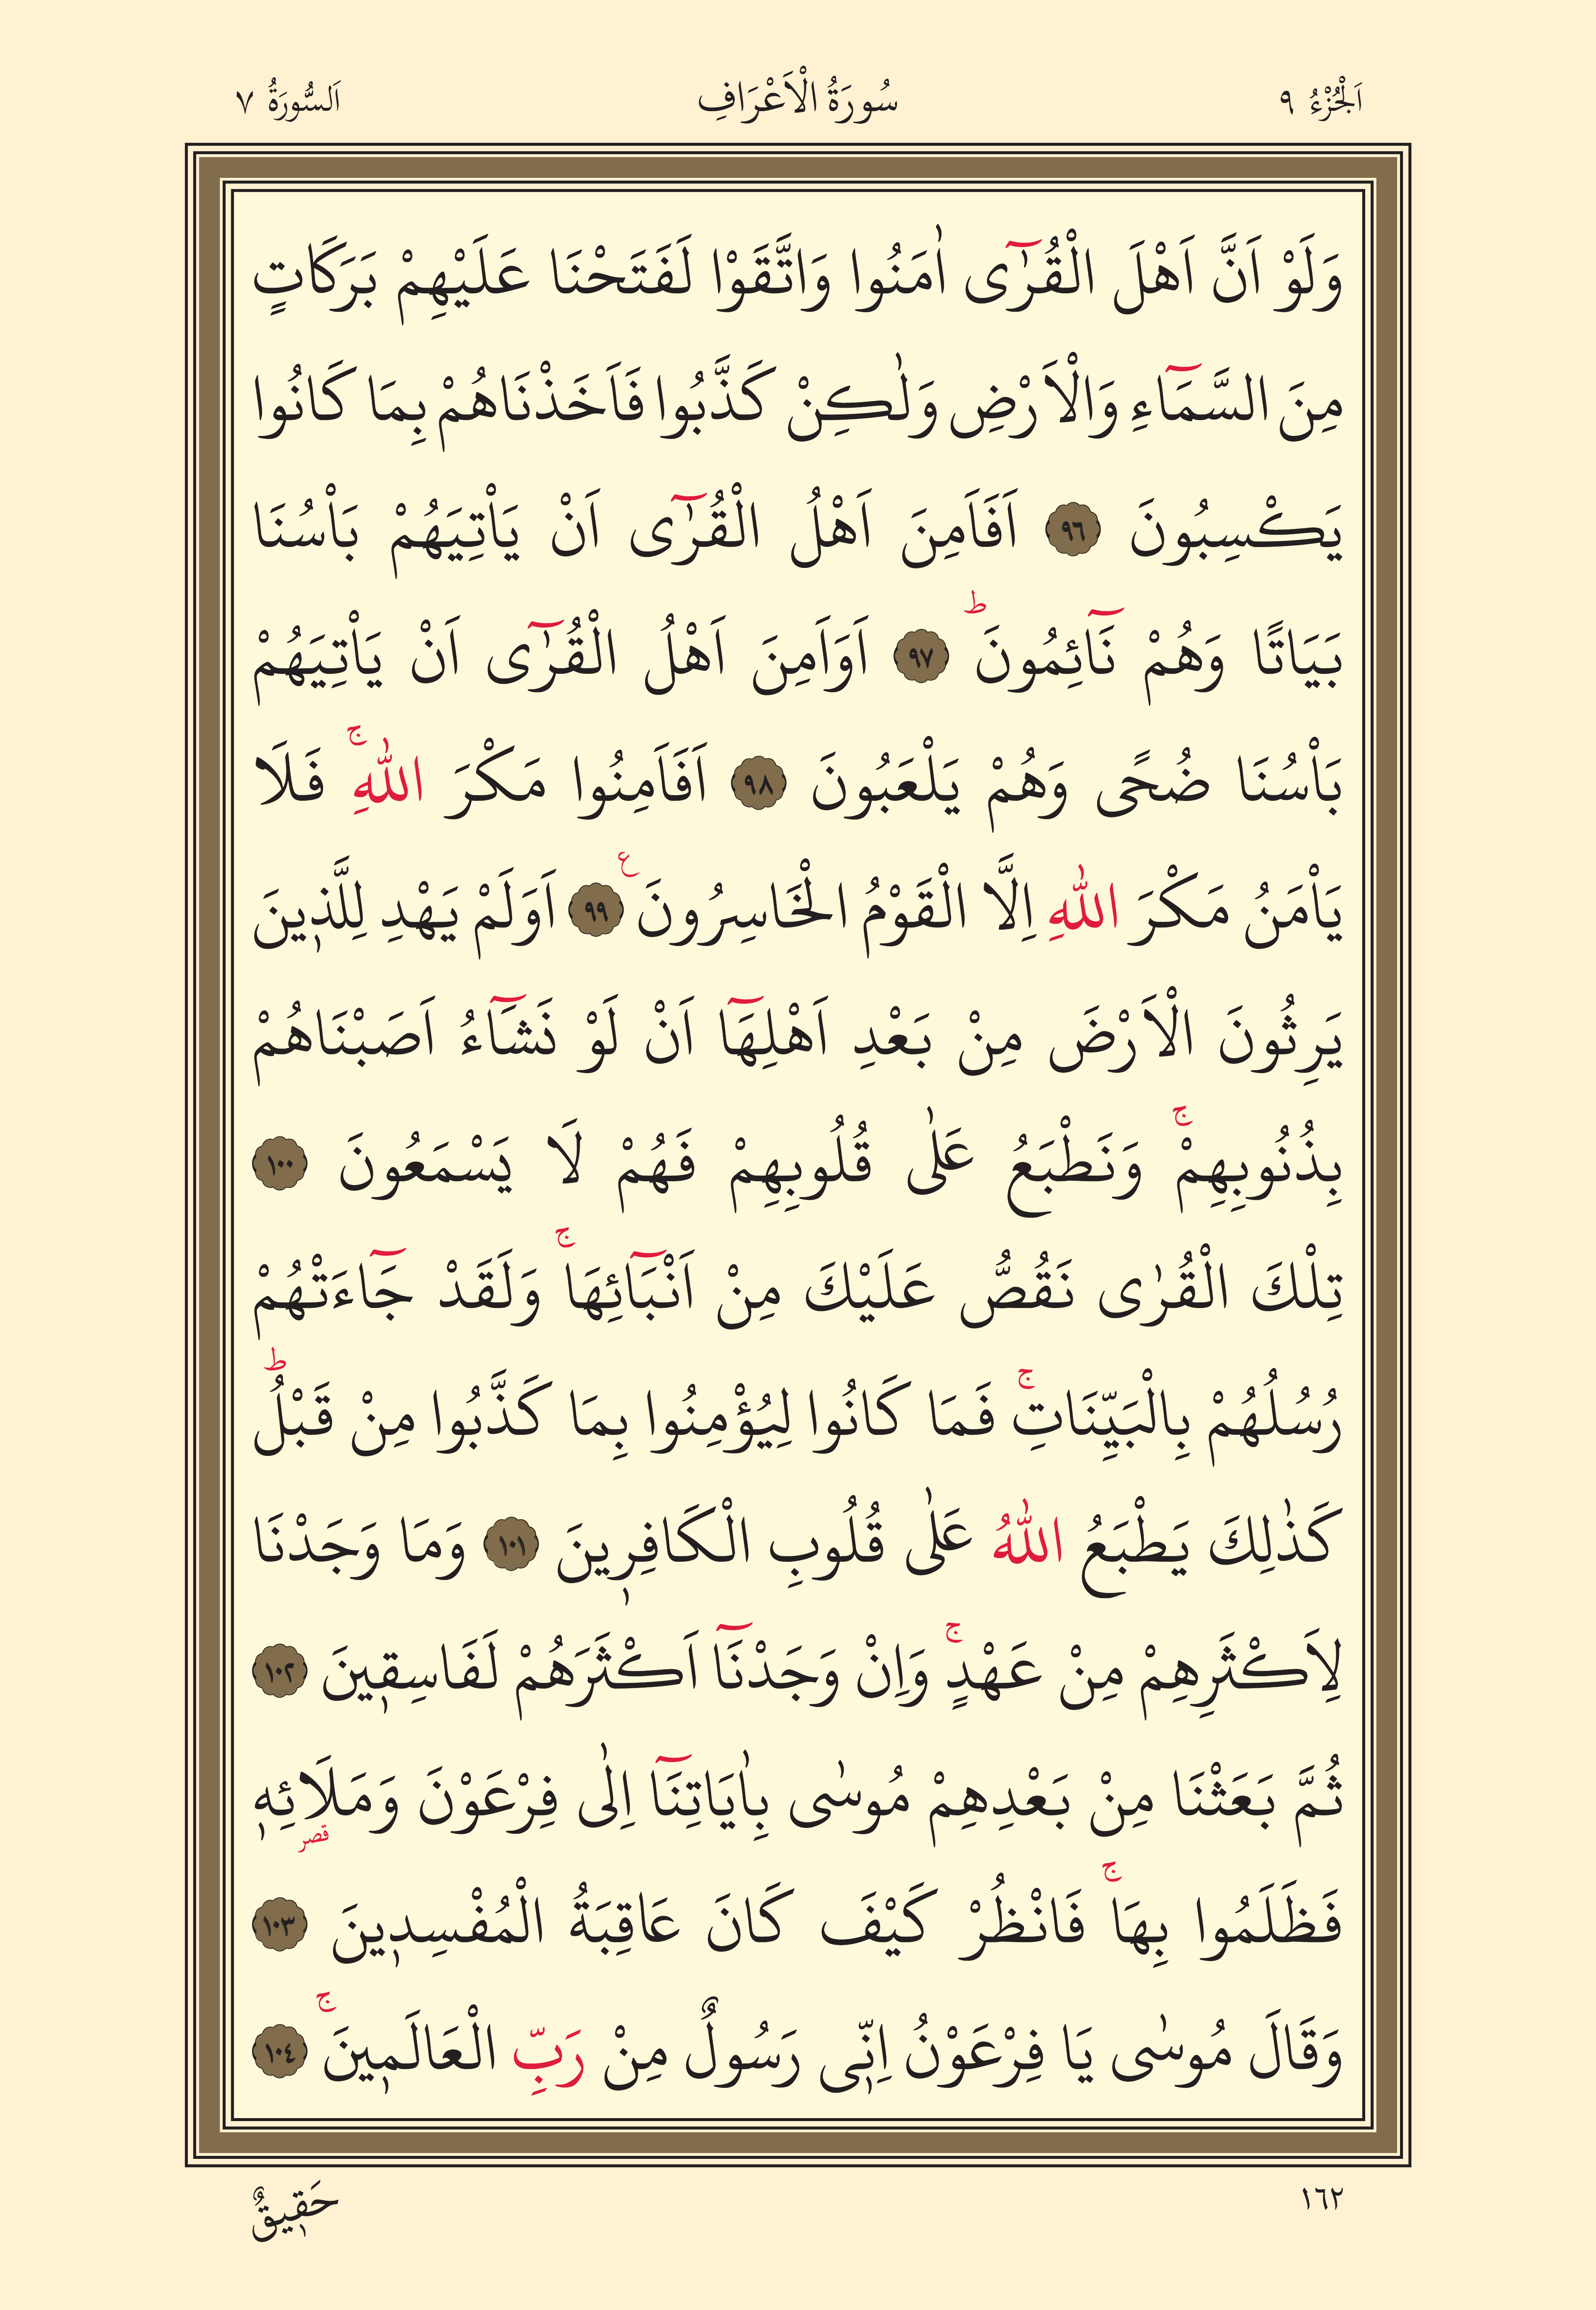 اَلْجُزْءُ ٩ سُورَةُ الْاَعْرَافِ اَلسُّورَةُ ٧
وَلَوْ اَنَّ اَهْلَ الْقُرٰٓى اٰمَنُوا وَاتَّقَوْا لَفَتَحْنَا عَلَيْهِمْ بَرَكَاتٍ
مِنَ السَّمَٓاءِ وَالْاَرْضِ وَلٰكِنْ كَذَّبُوا فَاَخَذْنَاهُمْ بِمَا كَانُوا
يَكْسِبُونَ ٩٦ اَفَاَمِنَ اَهْلُ الْقُرٰٓى اَنْ يَاْتِيَهُمْ بَاْسُنَا
بَيَاتًا وَهُمْ نَٓائِمُونَۜ ٩٧ اَوَاَمِنَ اَهْلُ الْقُرٰٓى اَنْ يَاْتِيَهُمْ
بَاْسُنَا ضُحًى وَهُمْ يَلْعَبُونَ ٩٨ اَفَاَمِنُوا مَكْرَ اللّٰهِۚ فَلَا
يَاْمَنُ مَكْرَ اللّٰهِ اِلَّا الْقَوْمُ الْخَاسِرُونَ ع ٩٩ اَوَلَمْ يَهْدِ لِلَّذ۪ينَ
يَرِثُونَ الْاَرْضَ مِنْ بَعْدِ اَهْلِهَٓا اَنْ لَوْ نَشَٓاءُ اَصَبْنَاهُمْ
بِذُنُوبِهِمْۚ وَنَطْبَعُ عَلٰى قُلُوبِهِمْ فَهُمْ لَا يَسْمَعُونَ ١٠٠
تِلْكَ الْقُرٰى نَقُصُّ عَلَيْكَ مِنْ اَنْبَٓائِهَاۚ وَلَقَدْ جَٓاءَتْهُمْ
رُسُلُهُمْ بِالْبَيِّنَاتِۚ فَمَا كَانُوا لِيُؤْمِنُوا بِمَا كَذَّبُوا مِنْ قَبْلُۜ
كَذٰلِكَ يَطْبَعُ اللّٰهُ عَلٰى قُلُوبِ الْكَافِر۪ينَ ١٠١ وَمَا وَجَدْنَا
لِاَكْثَرِهِمْ مِنْ عَهْدٍۚ وَاِنْ وَجَدْنَٓا اَكْثَرَهُمْ لَفَاسِق۪ينَ ١٠٢
ثُمَّ بَعَثْنَا مِنْ بَعْدِهِمْ مُوسٰى بِاٰيَاتِنَٓا اِلٰى فِرْعَوْنَ وَمَلَائِه۪ قصر
فَظَلَمُوا بِهَاۚ فَانْظُرْ كَيْفَ كَانَ عَاقِبَةُ الْمُفْسِد۪ينَ ١٠٣
وَقَالَ مُوسٰى يَا فِرْعَوْنُ اِنّ۪ى رَسُولٌ مِنْ رَبِّ الْعَالَم۪ينَۚ ١٠٤
١٦٢ حَق۪يقٌ